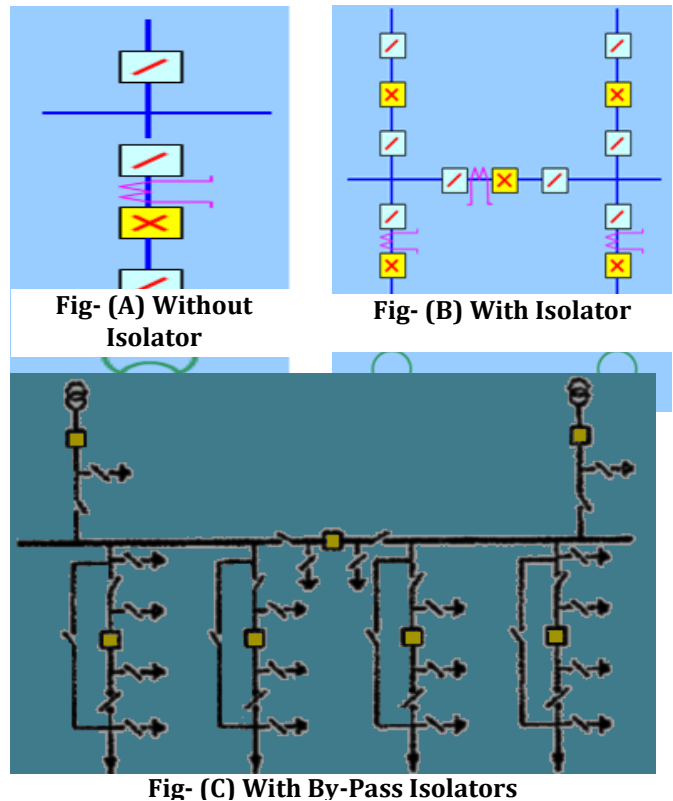 Fig- (A) Without
Isolator
Fig- (B) With Isolator
Fig- (C) With By-Pass Isolators